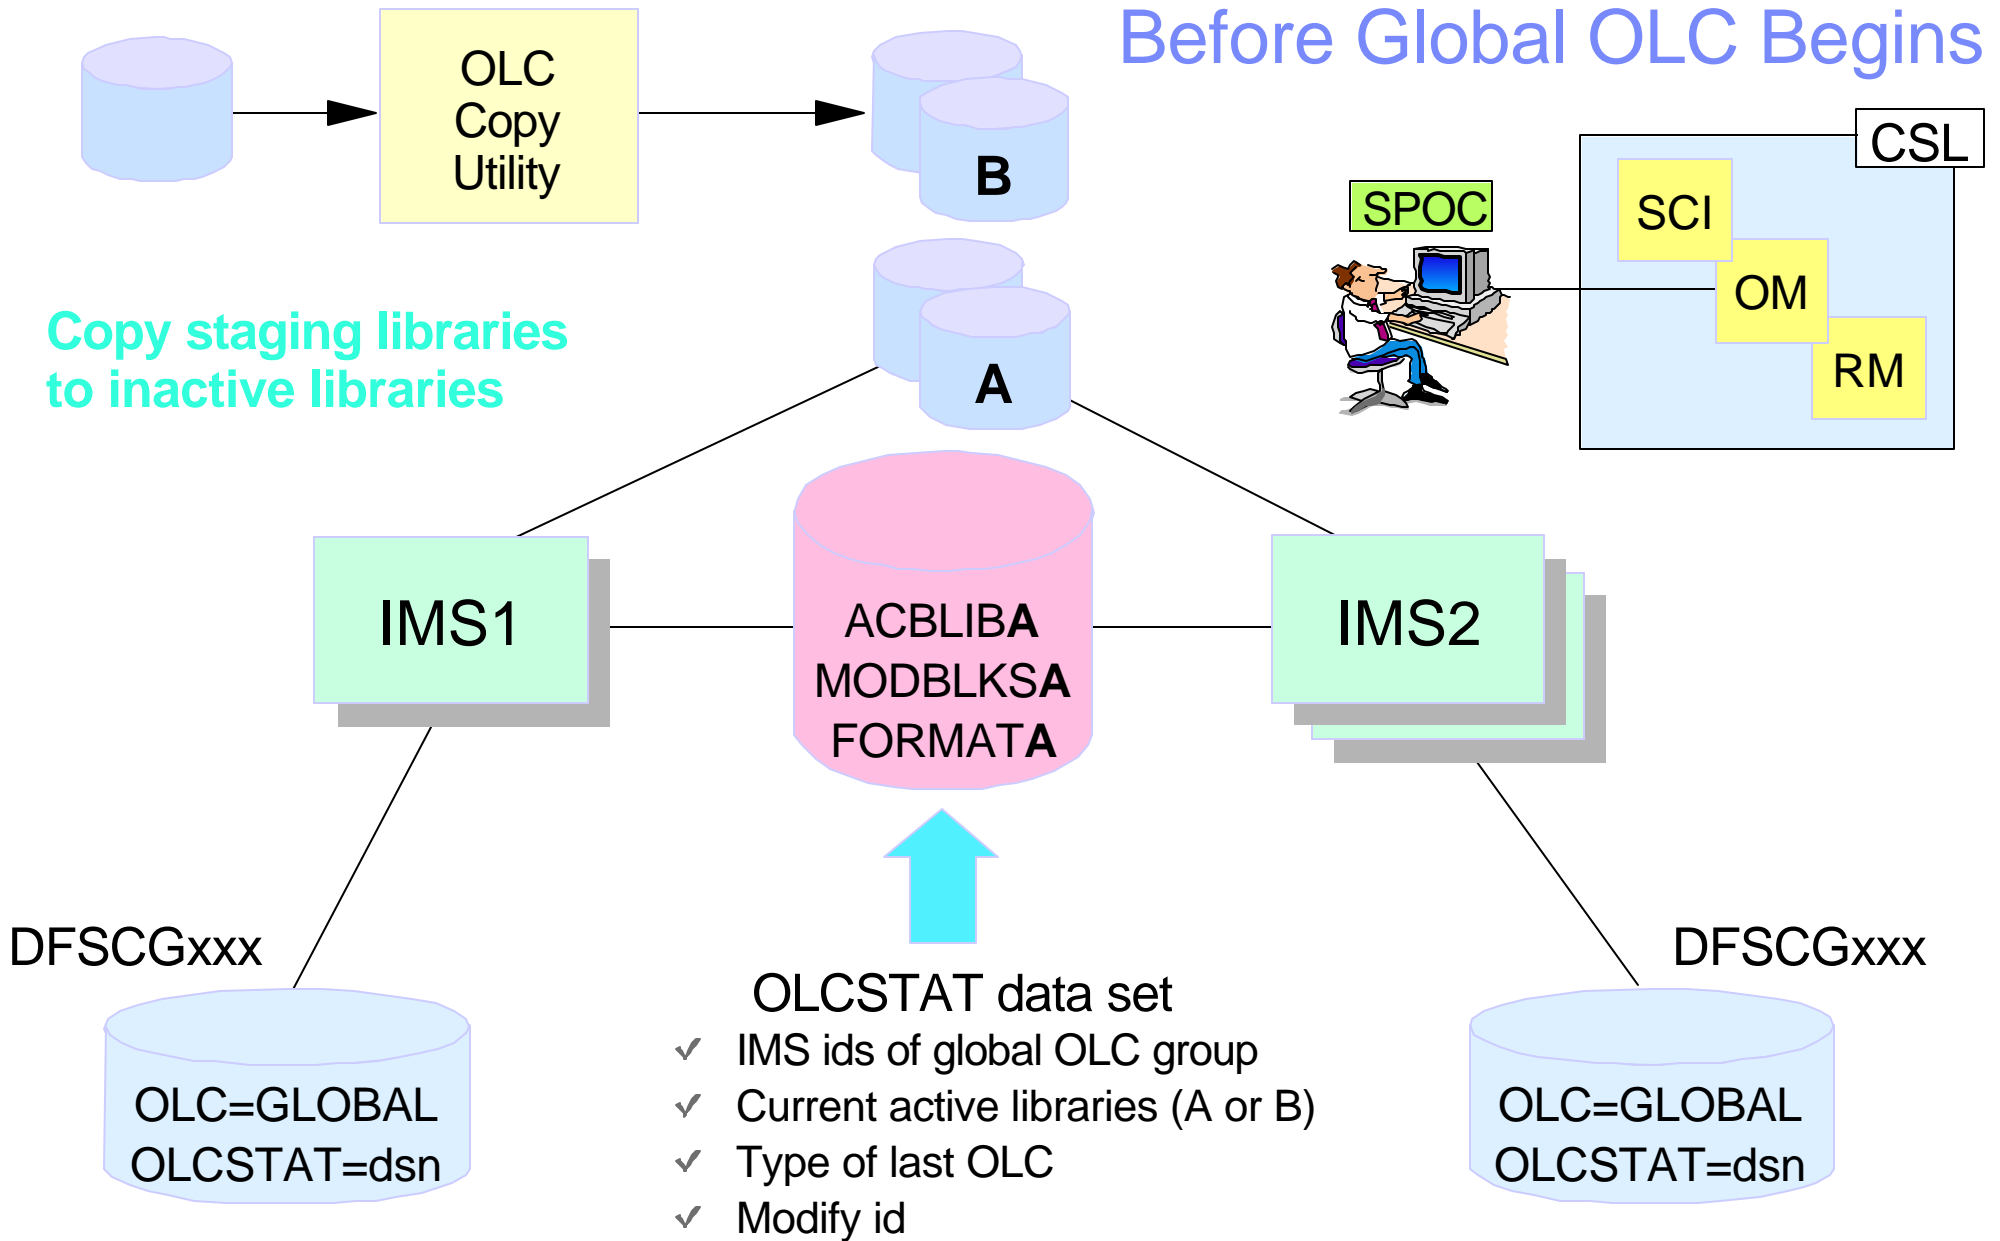 Before Global OLC Begins
OLC
Copy
Utility
B
CSL
SPOC
SCI
OM
RM
Copy staging libraries
to inactive libraries
A
IMS1
ACBLIBA
MODBLKSA
FORMATA
IMS2
DFSCGxxx
OLC=GLOBAL
OLCSTAT=dsn
OLCSTAT data set
✓ IMS ids of global OLC group
✓ Current active libraries (A or B)
✓ Type of last OLC
✓ Modify id
DFSCGxxx
OLC=GLOBAL
OLCSTAT=dsn